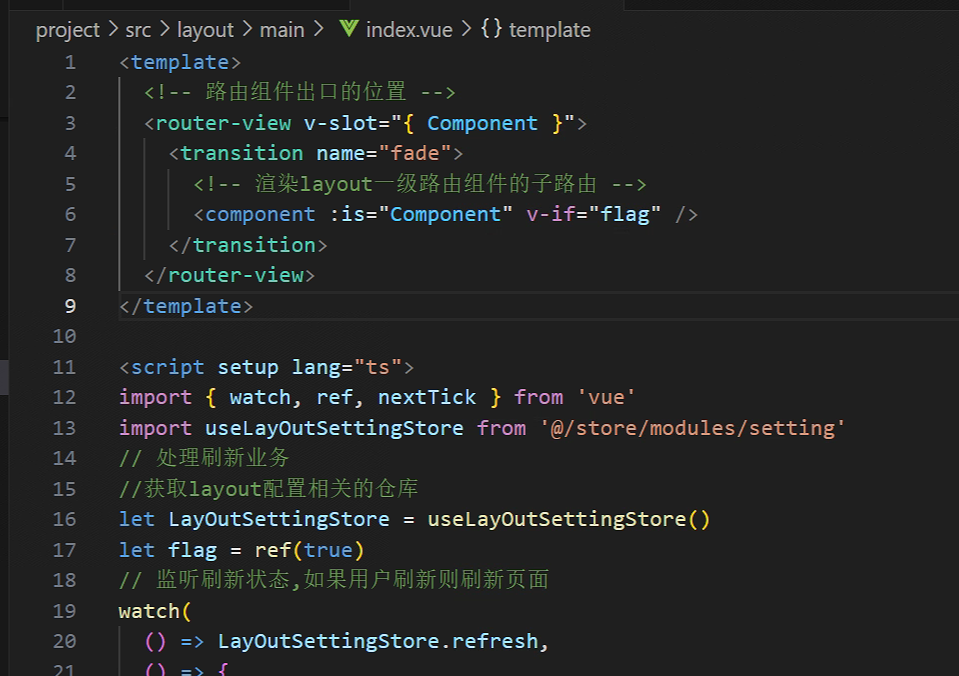 project > src > layout > main > index.vue > {} template
1 <template>
2 <!-- 路由组件出口的位置 -->
3 <router-view v-slot="{ Component }">
4 <transition name="fade">
5 <!-- 渲染layout一级路由组件的子路由 -->
6 <component :is="Component" v-if="flag" />
7 </transition>
8 </router-view>
9 </template>
10
11 <script setup lang="ts">
12 import { watch, ref, nextTick } from 'vue'
13 import useLayOutSettingStore from '@/store/modules/setting'
14 // 处理刷新业务
15 //获取layout配置相关的仓库
16 let LayOutSettingStore = useLayOutSettingStore()
17 let flag = ref(true)
18 // 监听刷新状态,如果用户刷新则刷新页面
19 watch(
20 () => LayOutSettingStore.refresh,
21 () => {